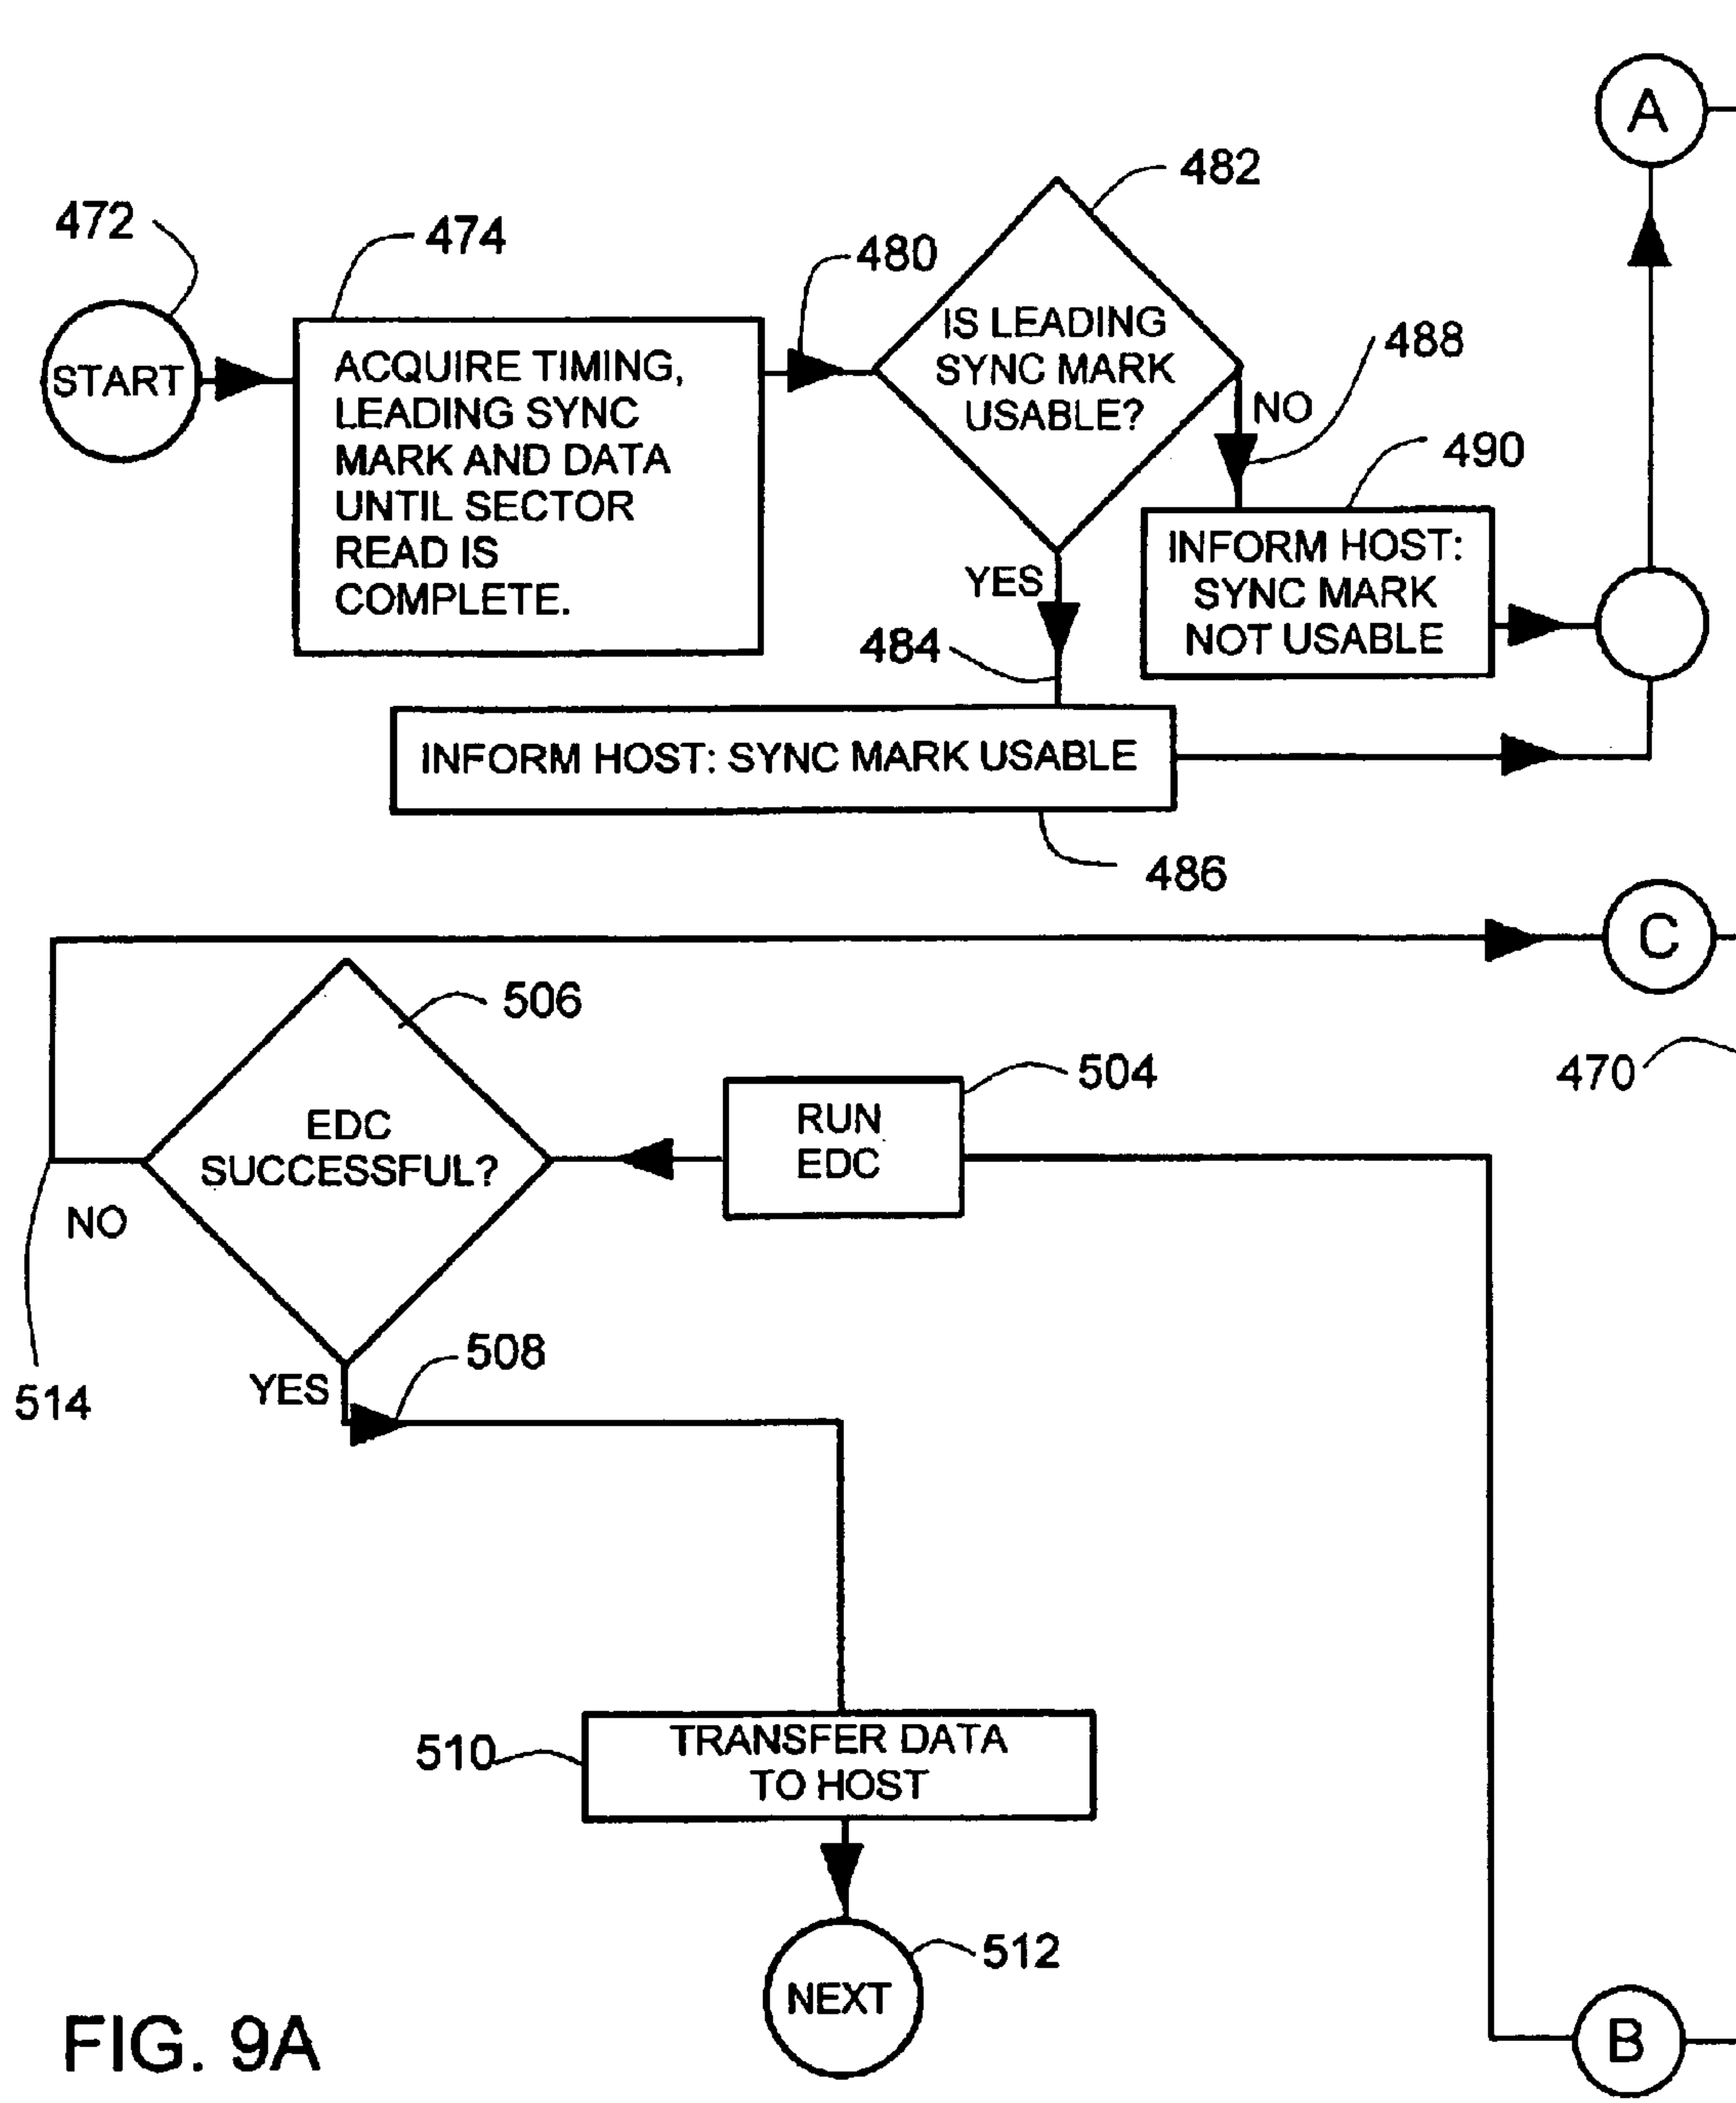 A
482
472
474
480
START
ACQUIRE TIMING,
LEADING SYNC
MARK AND DATA
UNTIL SECTOR
READ IS
COMPLETE.
IS LEADING
SYNC MARK
USABLE?
488
NO
490
YES
INFORM HOST:
SYNC MARK
NOT USABLE
484
INFORM HOST: SYNC MARK USABLE
486
C
506
470
504
EDC
SUCCESSFUL?
RUN
EDC
NO
508
YES
514
510
TRANSFER DATA
TO HOST
512
NEXT
FIG. 9A
B